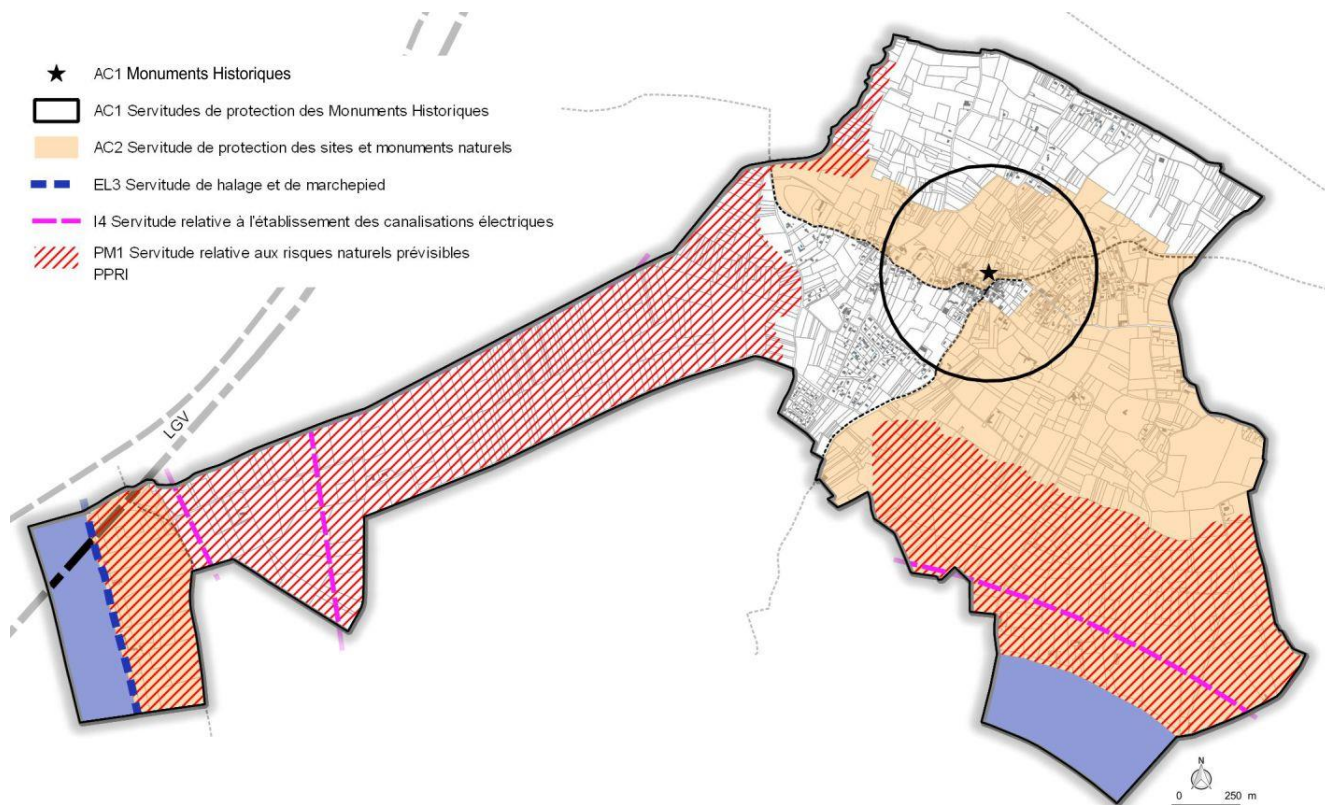 AC1 Monuments Historiques
AC1 Servitudes de protection des Monuments Historiques
AC2 Servitude de protection des sites et monuments naturels
EL3 Servitude de halage et de marchepied
I4 Servitude relative à l'établissement des canalisations électriques
PM1 Servitude relative aux risques naturels prévisibles
PPRI
LGV
N
0 250 m